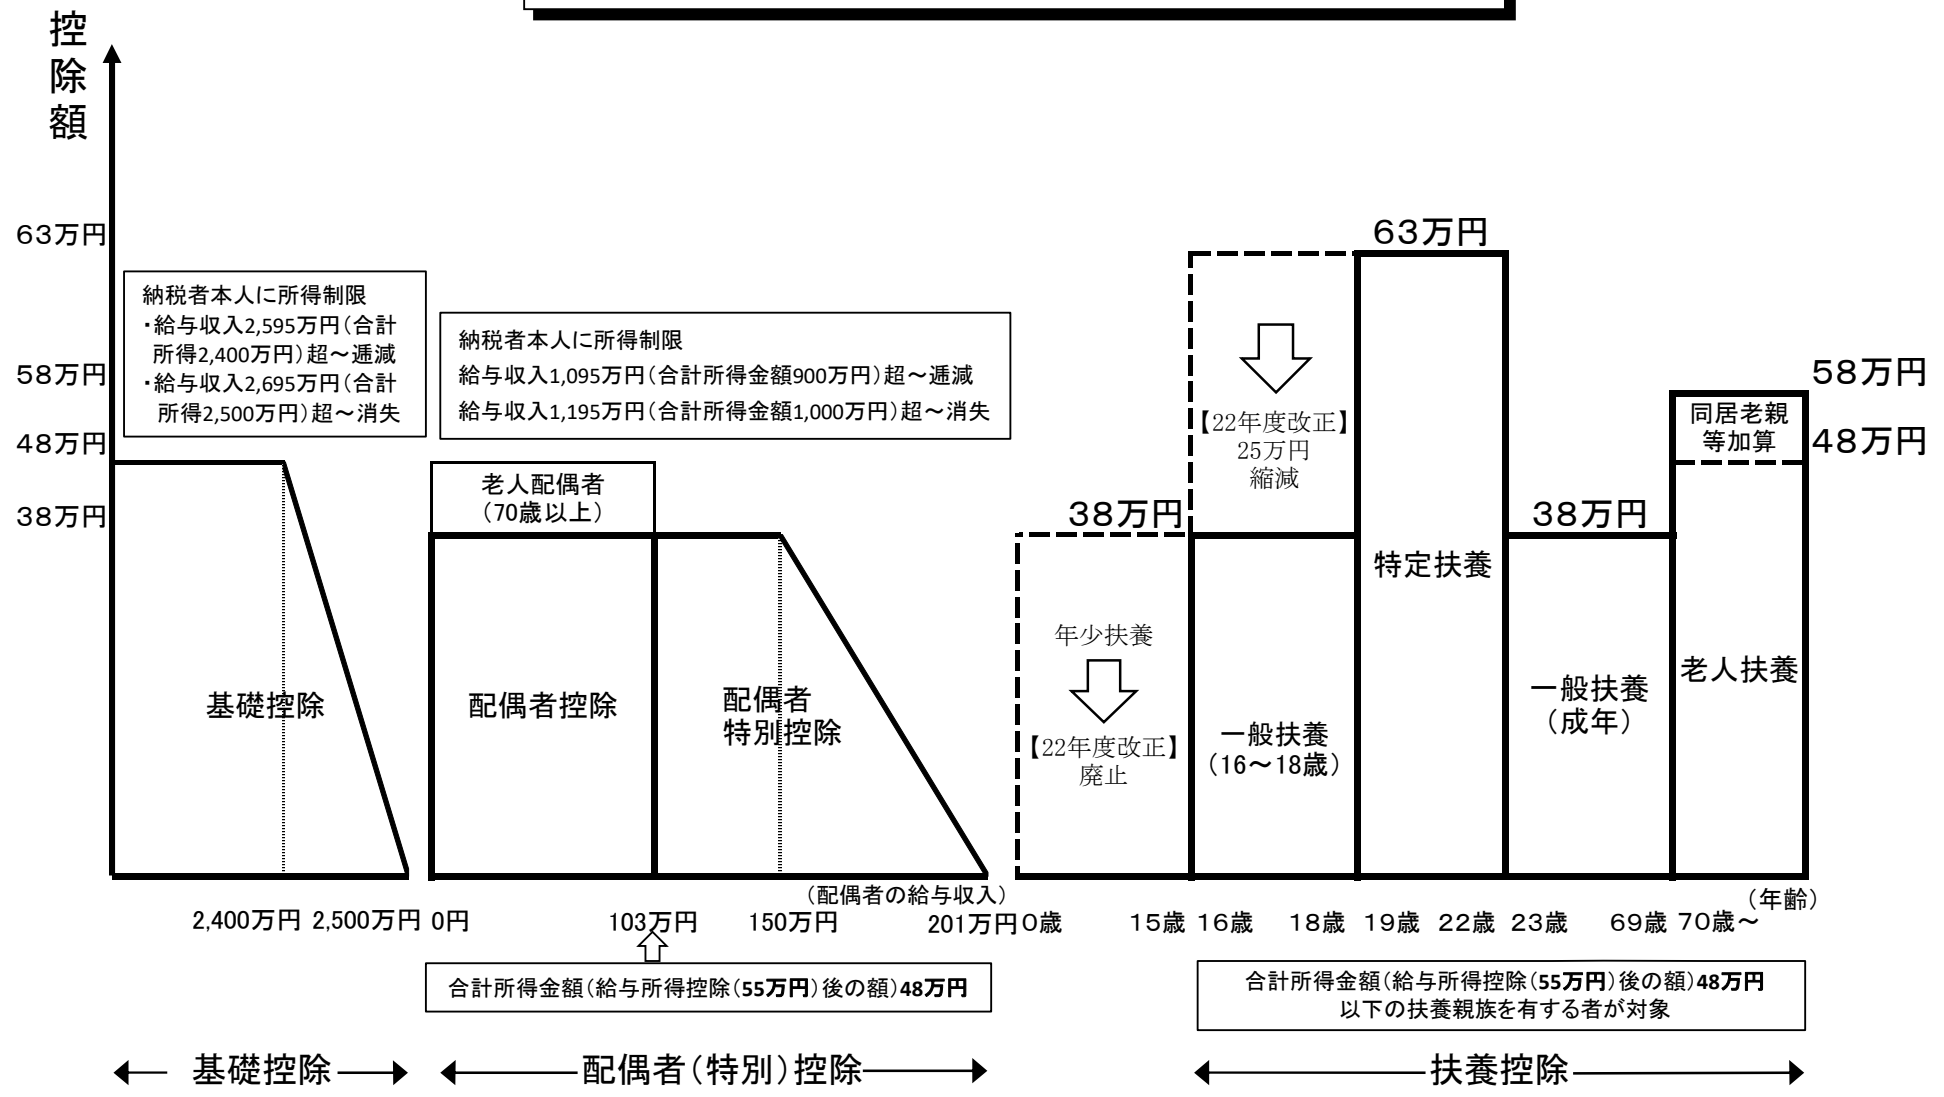 控
除
額
63万円
58万円
48万円
38万円
納税者本人に所得制限
・給与収入2,595万円（合計
所得2,400万円）超～逓減
・給与収入2,695万円（合計
所得2,500万円）超～消失
納税者本人に所得制限
給与収入1,095万円（合計所得金額900万円）超～逓減
給与収入1,195万円（合計所得金額1,000万円）超～消失
老人配偶者
（70歳以上）
基礎控除
配偶者控除
配偶者
特別控除
38万円
年少扶養
【22年度改正】
廃止
【22年度改正】
25万円
縮減
一般扶養
（16～18歳）
63万円
特定扶養
38万円
一般扶養
（成年）
58万円
48万円
同居老親
等加算
老人扶養
（配偶者の給与収入）
（年齢）
2,400万円 2,500万円 0円 103万円 150万円 201万円 0歳 15歳 16歳 18歳 19歳 22歳 23歳 69歳 70歳～
合計所得金額（給与所得控除（55万円）後の額）48万円
合計所得金額（給与所得控除（55万円）後の額）48万円
以下の扶養親族を有する者が対象
基礎控除
配偶者（特別）控除
扶養控除